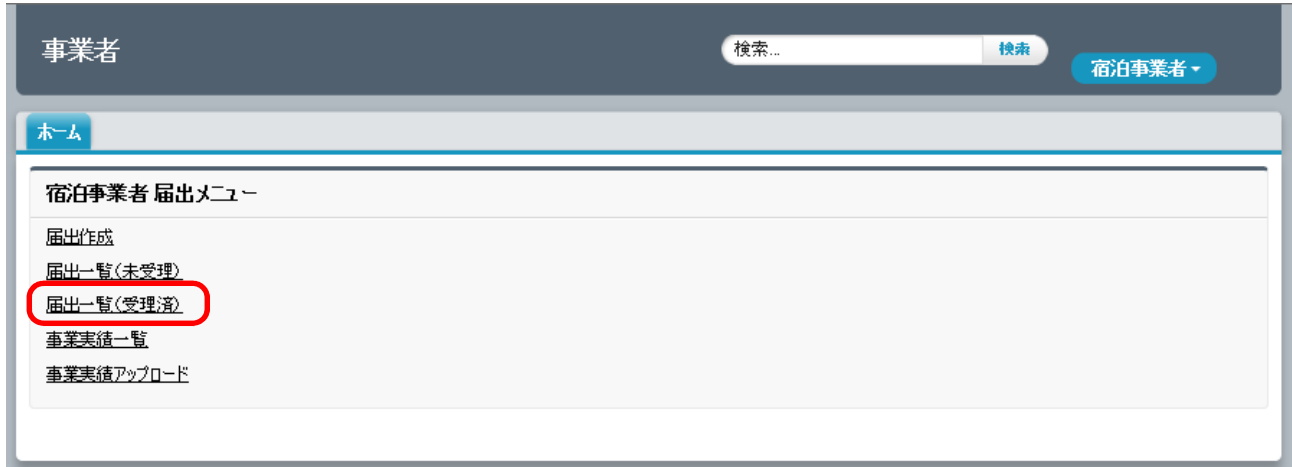 事業者
検索...
検索
宿泊事業者
ホーム
宿泊事業者 届出メニュー
届出作成
届出一覧(未受理)
届出一覧(受理済)
事業実績一覧
事業実績アップロード